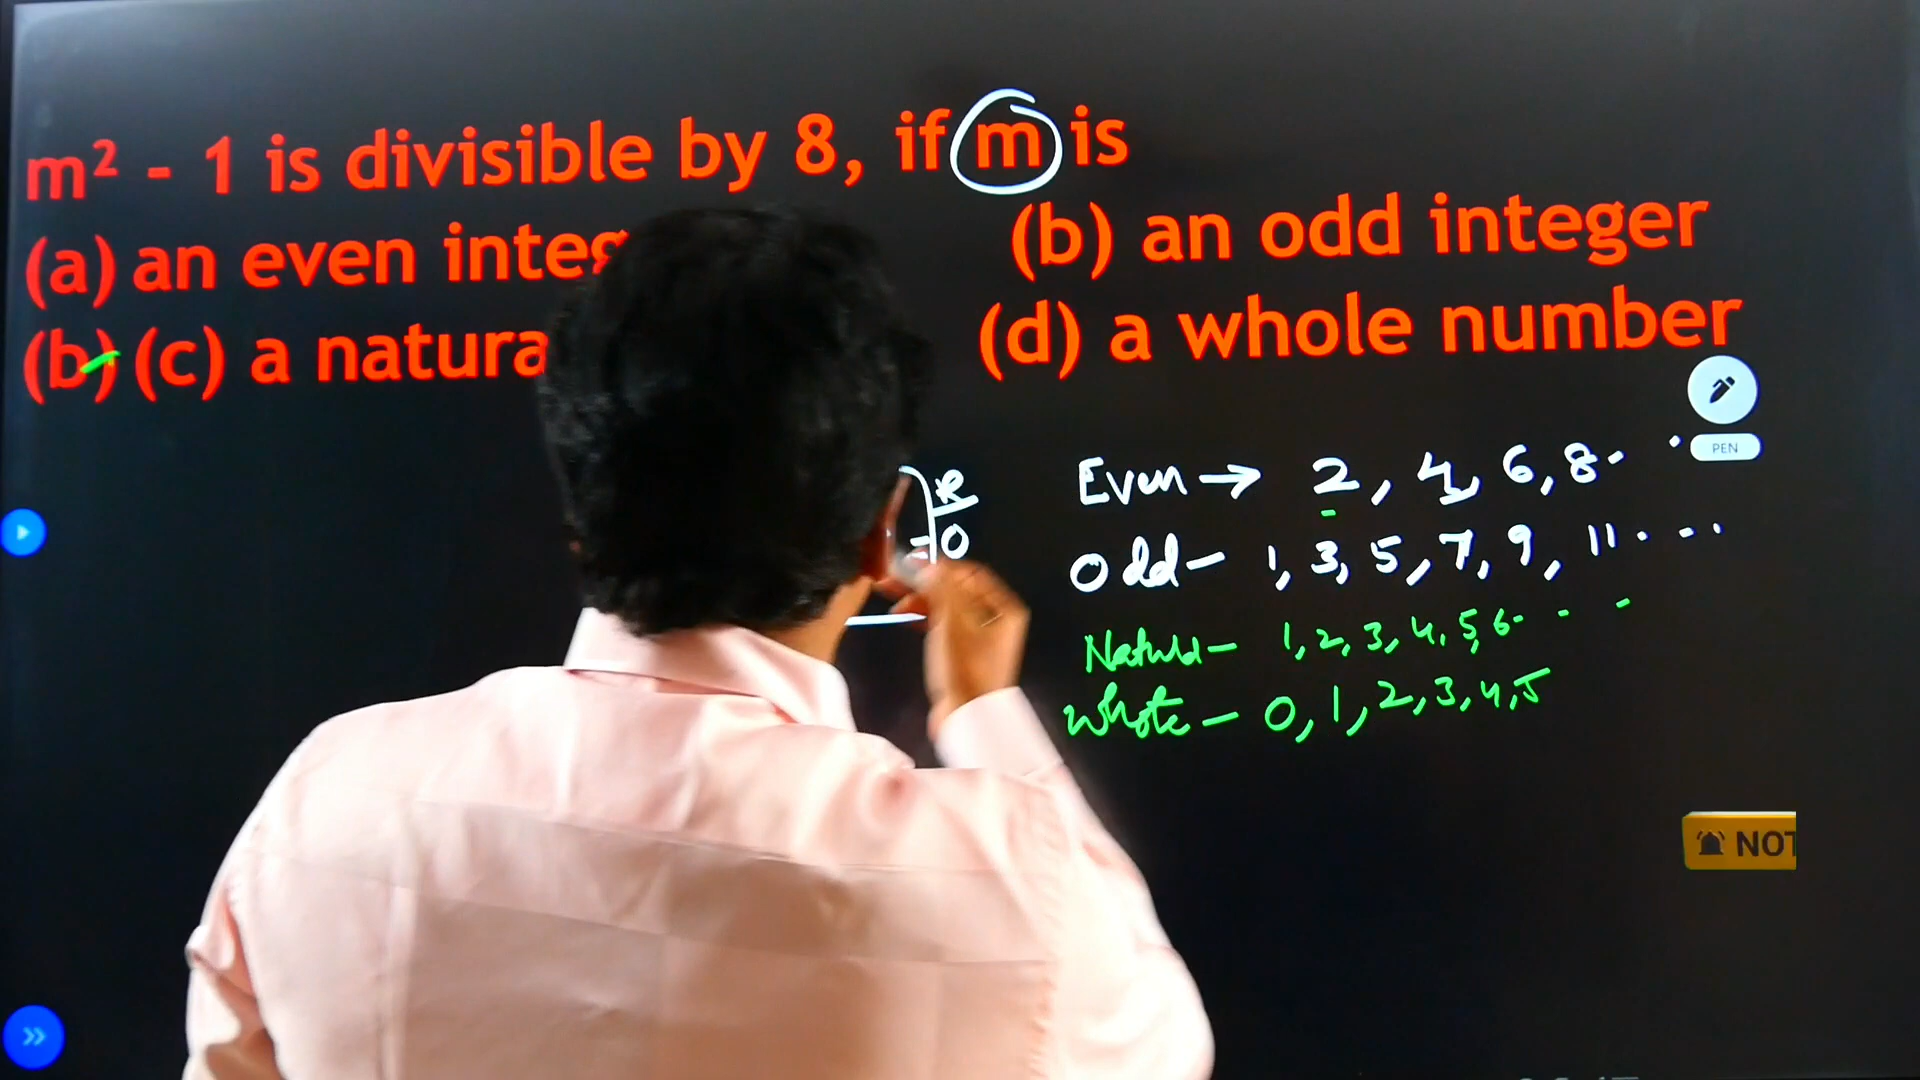 m² - 1 is divisible by 8, if m is
(a) an even integ
(b) an odd integer
(b) (c) a natura
(d) a whole number
PEN
R
0
Even → 2, 4, 6, 8.
Odd - 1, 3, 5, 7, 9, 11. . .
Natural - 1, 2, 3, 4, 5, 6. - -
Whole - 0, 1, 2, 3, 4, 5
NOT